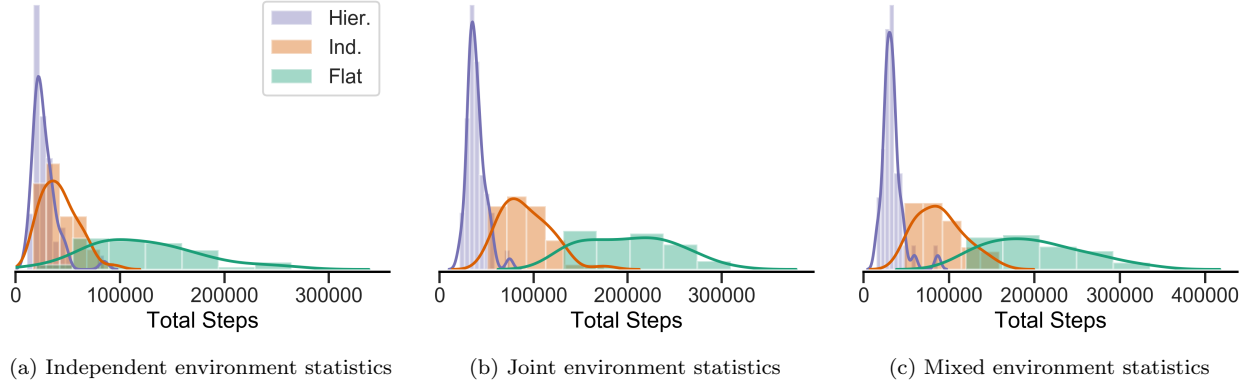 Hier.
Ind.
Flat
0 100000 200000 300000
Total Steps
(a) Independent environment statistics
0 100000 200000 300000
Total Steps
(b) Joint environment statistics
0 100000 200000 300000 400000
Total Steps
(c) Mixed environment statistics